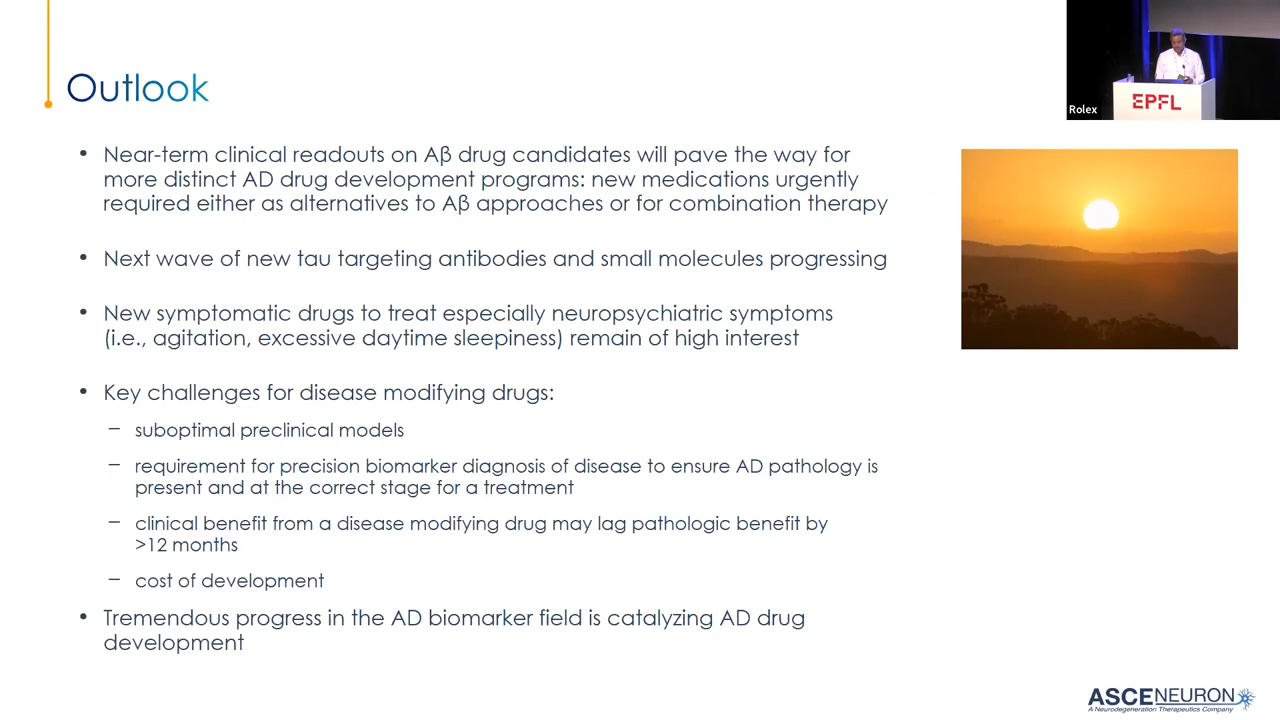 Outlook
Rolex
EPFL
• Near-term clinical readouts on Aβ drug candidates will pave the way for
more distinct AD drug development programs: new medications urgently
required either as alternatives to Aβ approaches or for combination therapy
• Next wave of new tau targeting antibodies and small molecules progressing
• New symptomatic drugs to treat especially neuropsychiatric symptoms
(i.e., agitation, excessive daytime sleepiness) remain of high interest
• Key challenges for disease modifying drugs:
– suboptimal preclinical models
– requirement for precision biomarker diagnosis of disease to ensure AD pathology is
present and at the correct stage for a treatment
– clinical benefit from a disease modifying drug may lag pathologic benefit by
>12 months
– cost of development
• Tremendous progress in the AD biomarker field is catalyzing AD drug
development
ASCENEURON
A Neurodegeneration Therapeutics Company